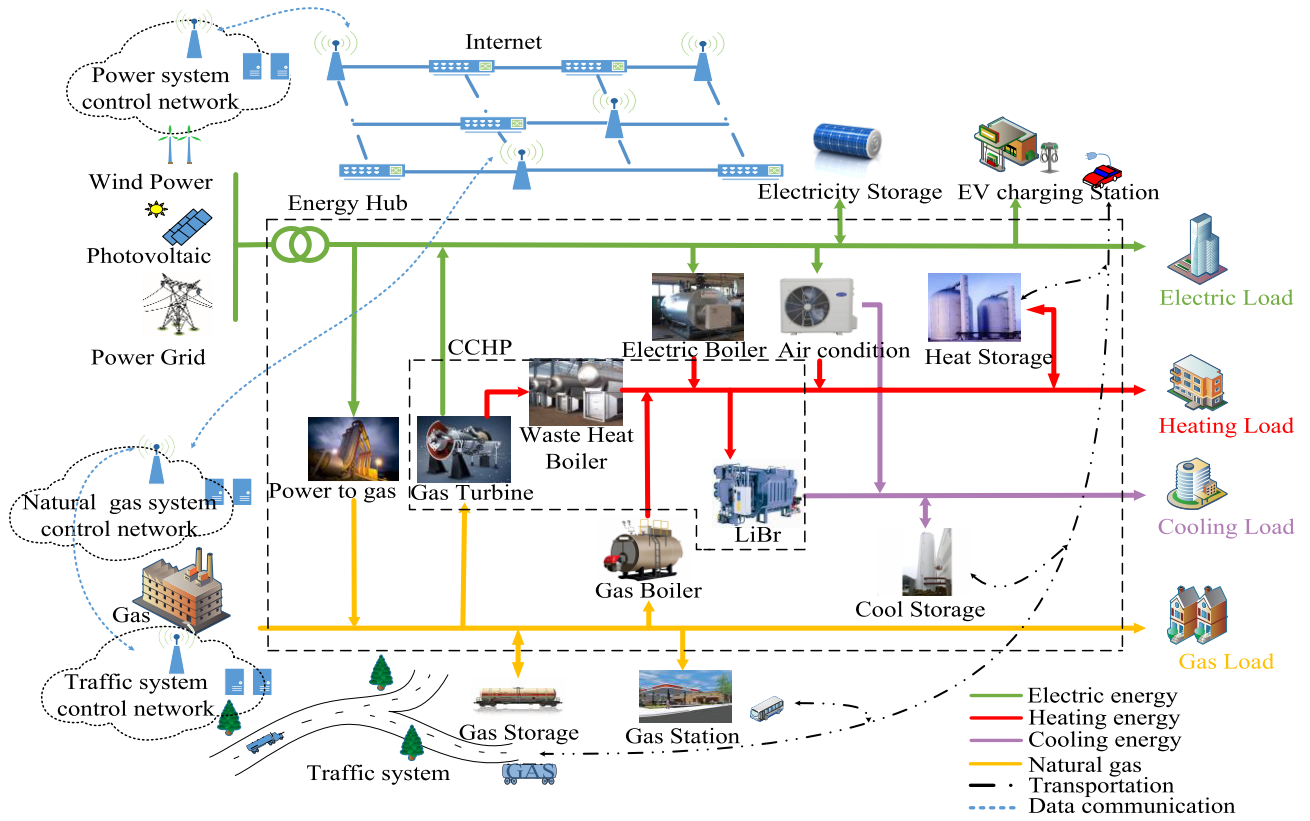 Internet
Power system
control network
Wind Power
Electricity Storage
EV charging Station
Energy Hub
Photovoltaic
Electric Load
Power Grid
CCHP
Electric Boiler
Air condition
Heat Storage
Waste Heat
Boiler
Heating Load
Power to gas
Gas Turbine
Natural gas system
control network
LiBr
Cooling Load
Gas Boiler
Cool Storage
Gas
Gas Load
Traffic system
control network
Gas Storage
Gas Station
Traffic system
GAS
Electric energy
Heating energy
Cooling energy
Natural gas
Transportation
Data communication